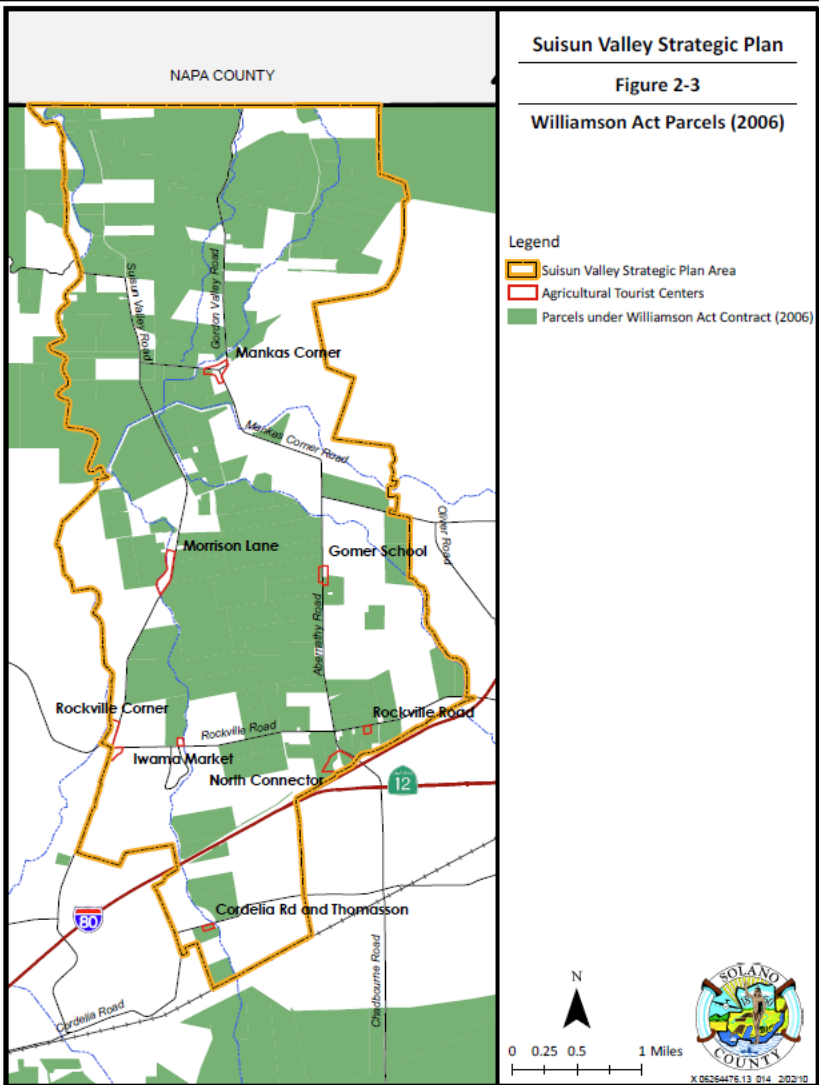 Suisun Valley Strategic Plan
Figure 2-3
Williamson Act Parcels (2006)
NAPA COUNTY
Legend
Suisun Valley Strategic Plan Area
Agricultural Tourist Centers
Parcels under Williamson Act Contract (2006)
Suisun Valley Road
Gordon Valley Road
Mankas Corner
Mankas Corner Road
Oliver Road
Morrison Lane
Gomer School
Abernathy Road
Rockville Corner
Rockville Road
Rockville Road
Iwama Market
North Connector
12
80
Cordelia Rd and Thomasson
Chadbourne Road
Cordelia Road
N
0 0.25 0.5 1 Miles
SOLANO
COUNTY
X 06264476.13 014 2/02/10